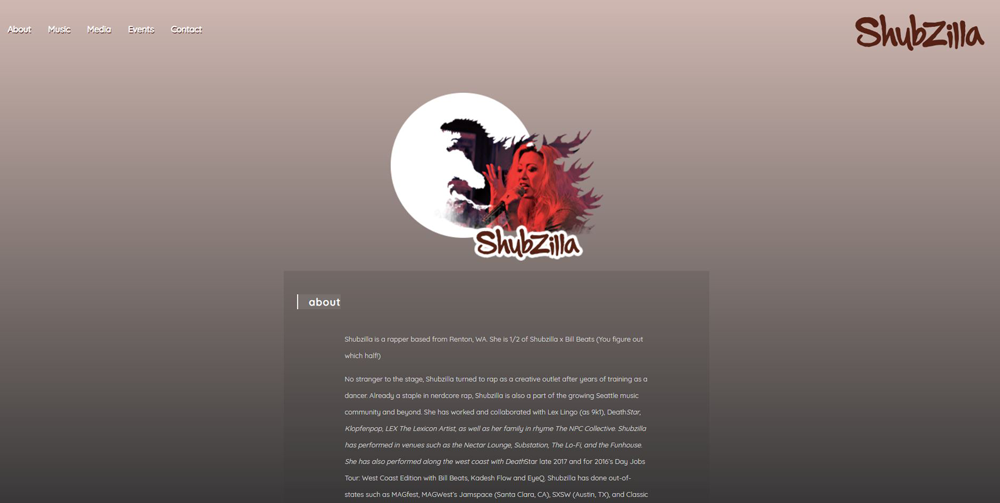 About Music Media Events Contact
ShubZilla
ShubZilla
about
Shubzilla is a rapper based from Renton, WA. She is 1/2 of Shubzilla x Bill Beats (You figure out
which half!)
No stranger to the stage, Shubzilla turned to rap as a creative outlet after years of training as a
dancer. Already a staple in nerdcore rap, Shubzilla is also a part of the growing Seattle music
community and beyond. She has worked and collaborated with Lex Lingo (as 9k1), DeathStar,
Klopfenpop, LEX The Lexicon Artist, as well as her family in rhyme The NPC Collective. Shubzilla
has performed in venues such as the Nectar Lounge, Substation, The Lo-Fi, and the Funhouse.
She has also performed along the west coast with DeathStar late 2017 and for 2016's Day Jobs
Tour: West Coast Edition with Bill Beats, Kadesh Flow and EyeQ. Shubzilla has done out-of-
states such as MAGfest, MAGWest's Jamspace (Santa Clara, CA), SXSW (Austin, TX), and Classic